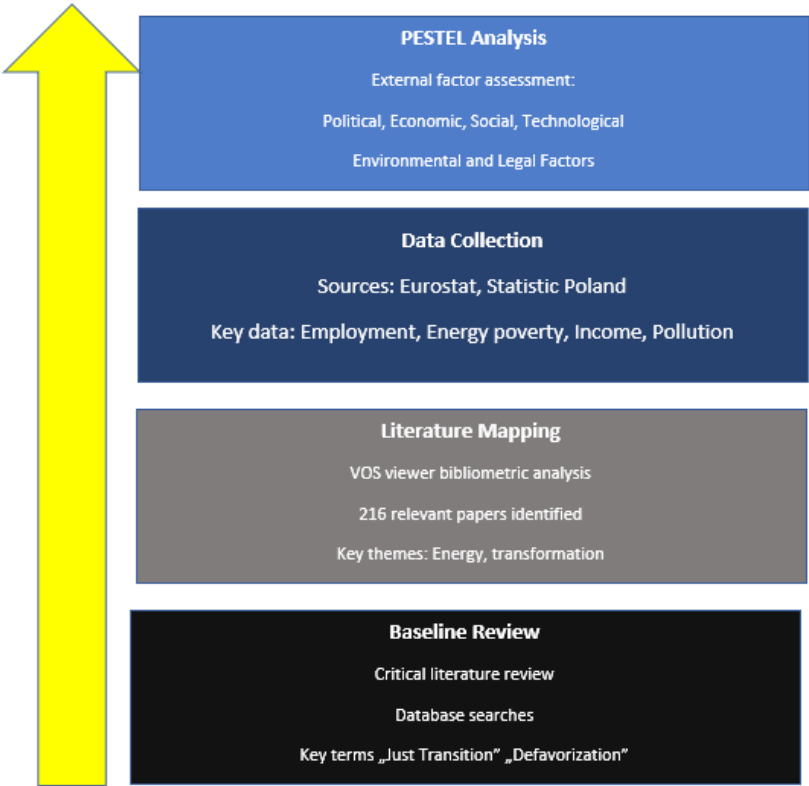 PESTEL Analysis
External factor assessment:
Political, Economic, Social, Technological
Environmental and Legal Factors
Data Collection
Sources: Eurostat, Statistic Poland
Key data: Employment, Energy poverty, Income, Pollution
Literature Mapping
VOS viewer bibliometric analysis
216 relevant papers identified
Key themes: Energy, transformation
Baseline Review
Critical literature review
Database searches
Key terms „Just Transition” „Defavorization”